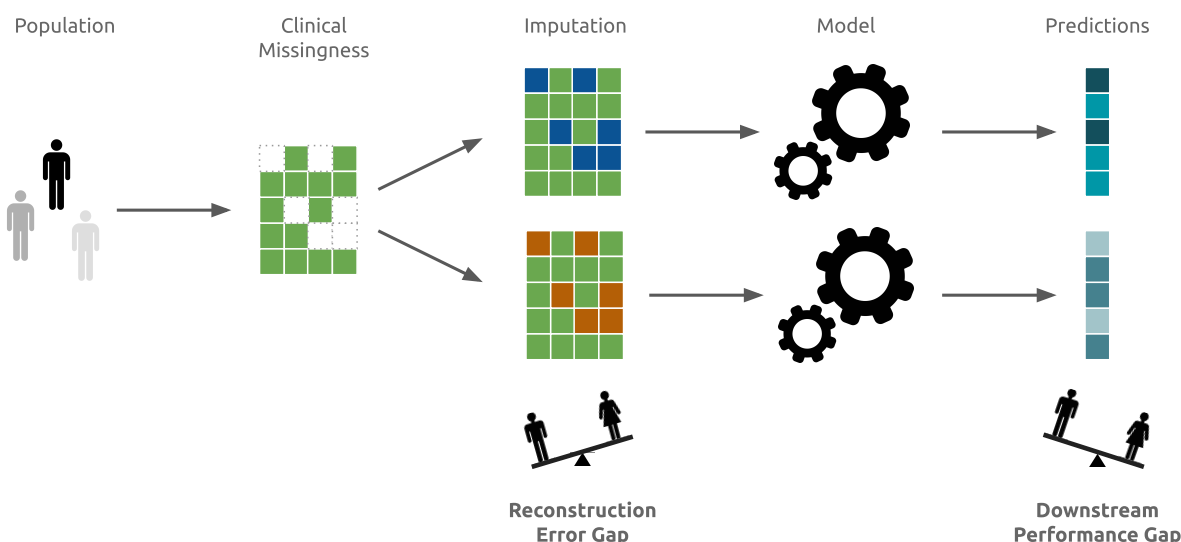 Population
Clinical
Missingness
Imputation
Model
Predictions
Reconstruction
Error Gap
Downstream
Performance Gap